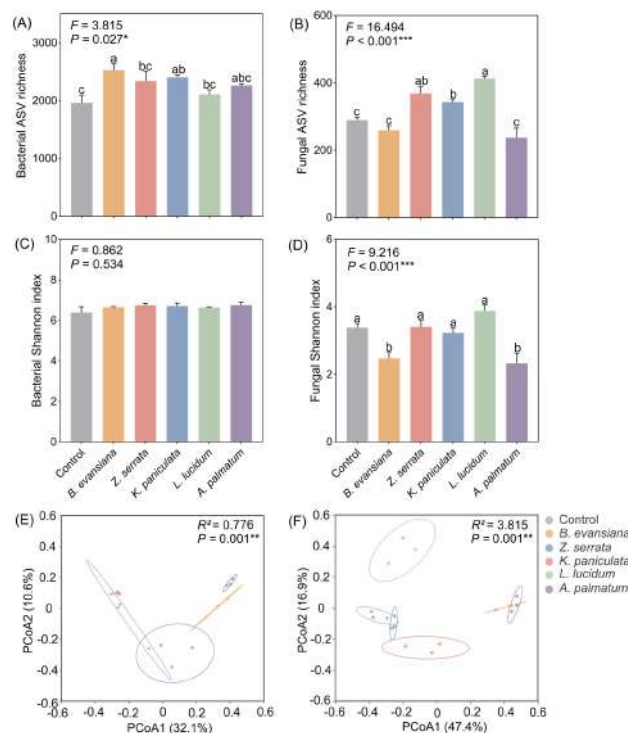 (A)
F = 3.815
P = 0.027*
Bacterial ASV richness
3000
2000
1000
0
c
a
bc
ab
bc
abc
(B)
F = 16.494
P < 0.001***
Fungal ASV richness
600
400
200
0
c
c
ab
b
a
c
(C)
F = 0.862
P = 0.534
Bacterial Shannon index
10
8
6
4
2
0
Control
B. evansiana
Z. serrata
K. paniculata
L. lucidum
A. palmatum
(D)
F = 9.216
P < 0.001***
Fungal Shannon index
6
4
2
0
a
b
a
a
a
b
Control
B. evansiana
Z. serrata
K. paniculata
L. lucidum
A. palmatum
(E)
R² = 0.776
P = 0.001**
PCoA2 (10.6%)
0.6
0.4
0.2
0
-0.2
-0.4
-0.6
-0.4
-0.2
0
0.2
0.4
0.6
PCoA1 (32.1%)
(F)
R² = 3.815
P = 0.001**
PCoA2 (16.9%)
0.6
0.4
0.2
0
-0.2
-0.4
-0.6
-0.6
-0.4
-0.2
0
0.2
0.4
0.6
PCoA1 (47.4%)
Control
B. evansiana
Z. serrata
K. paniculata
L. lucidum
A. palmatum